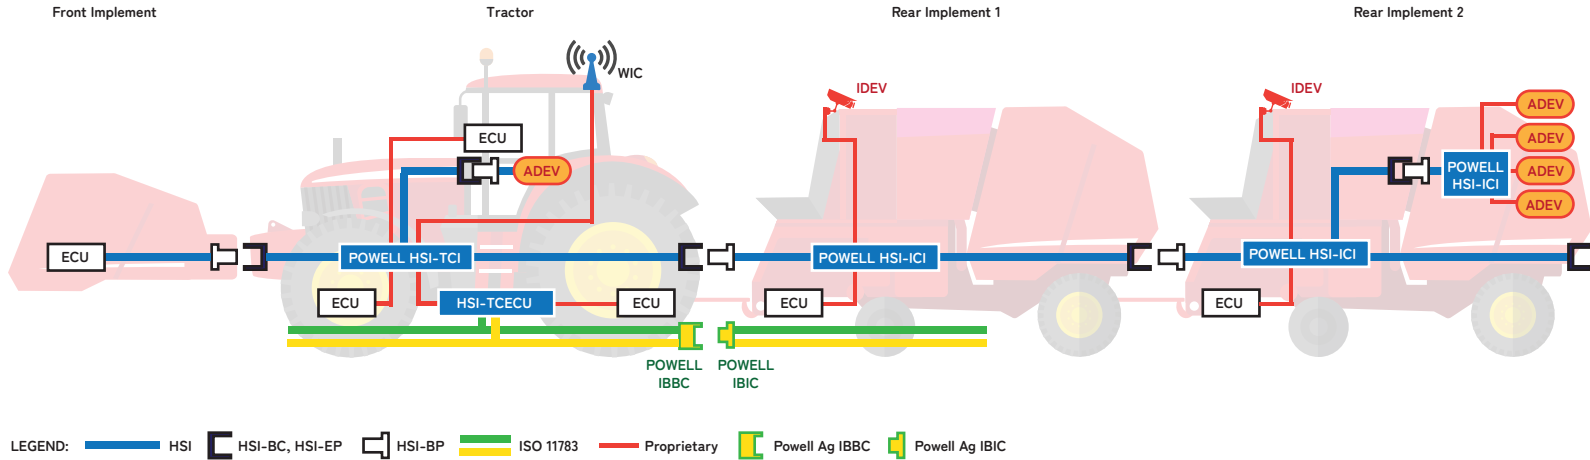 Front Implement
Tractor
Rear Implement 1
Rear Implement 2
WIC
IDEV
IDEV
ADEV
ECU
ADEV
ADEV
POWELL
HSI-ICI
ADEV
ADEV
ECU
POWELL HSI-TCI
POWELL HSI-ICI
POWELL HSI-ICI
ECU
HSI-TCECU
ECU
ECU
ECU
POWELL
IBBC
POWELL
IBIC
LEGEND:
HSI
HSI-BC, HSI-EP
HSI-BP
ISO 11783
Proprietary
Powell Ag IBBC
Powell Ag IBIC